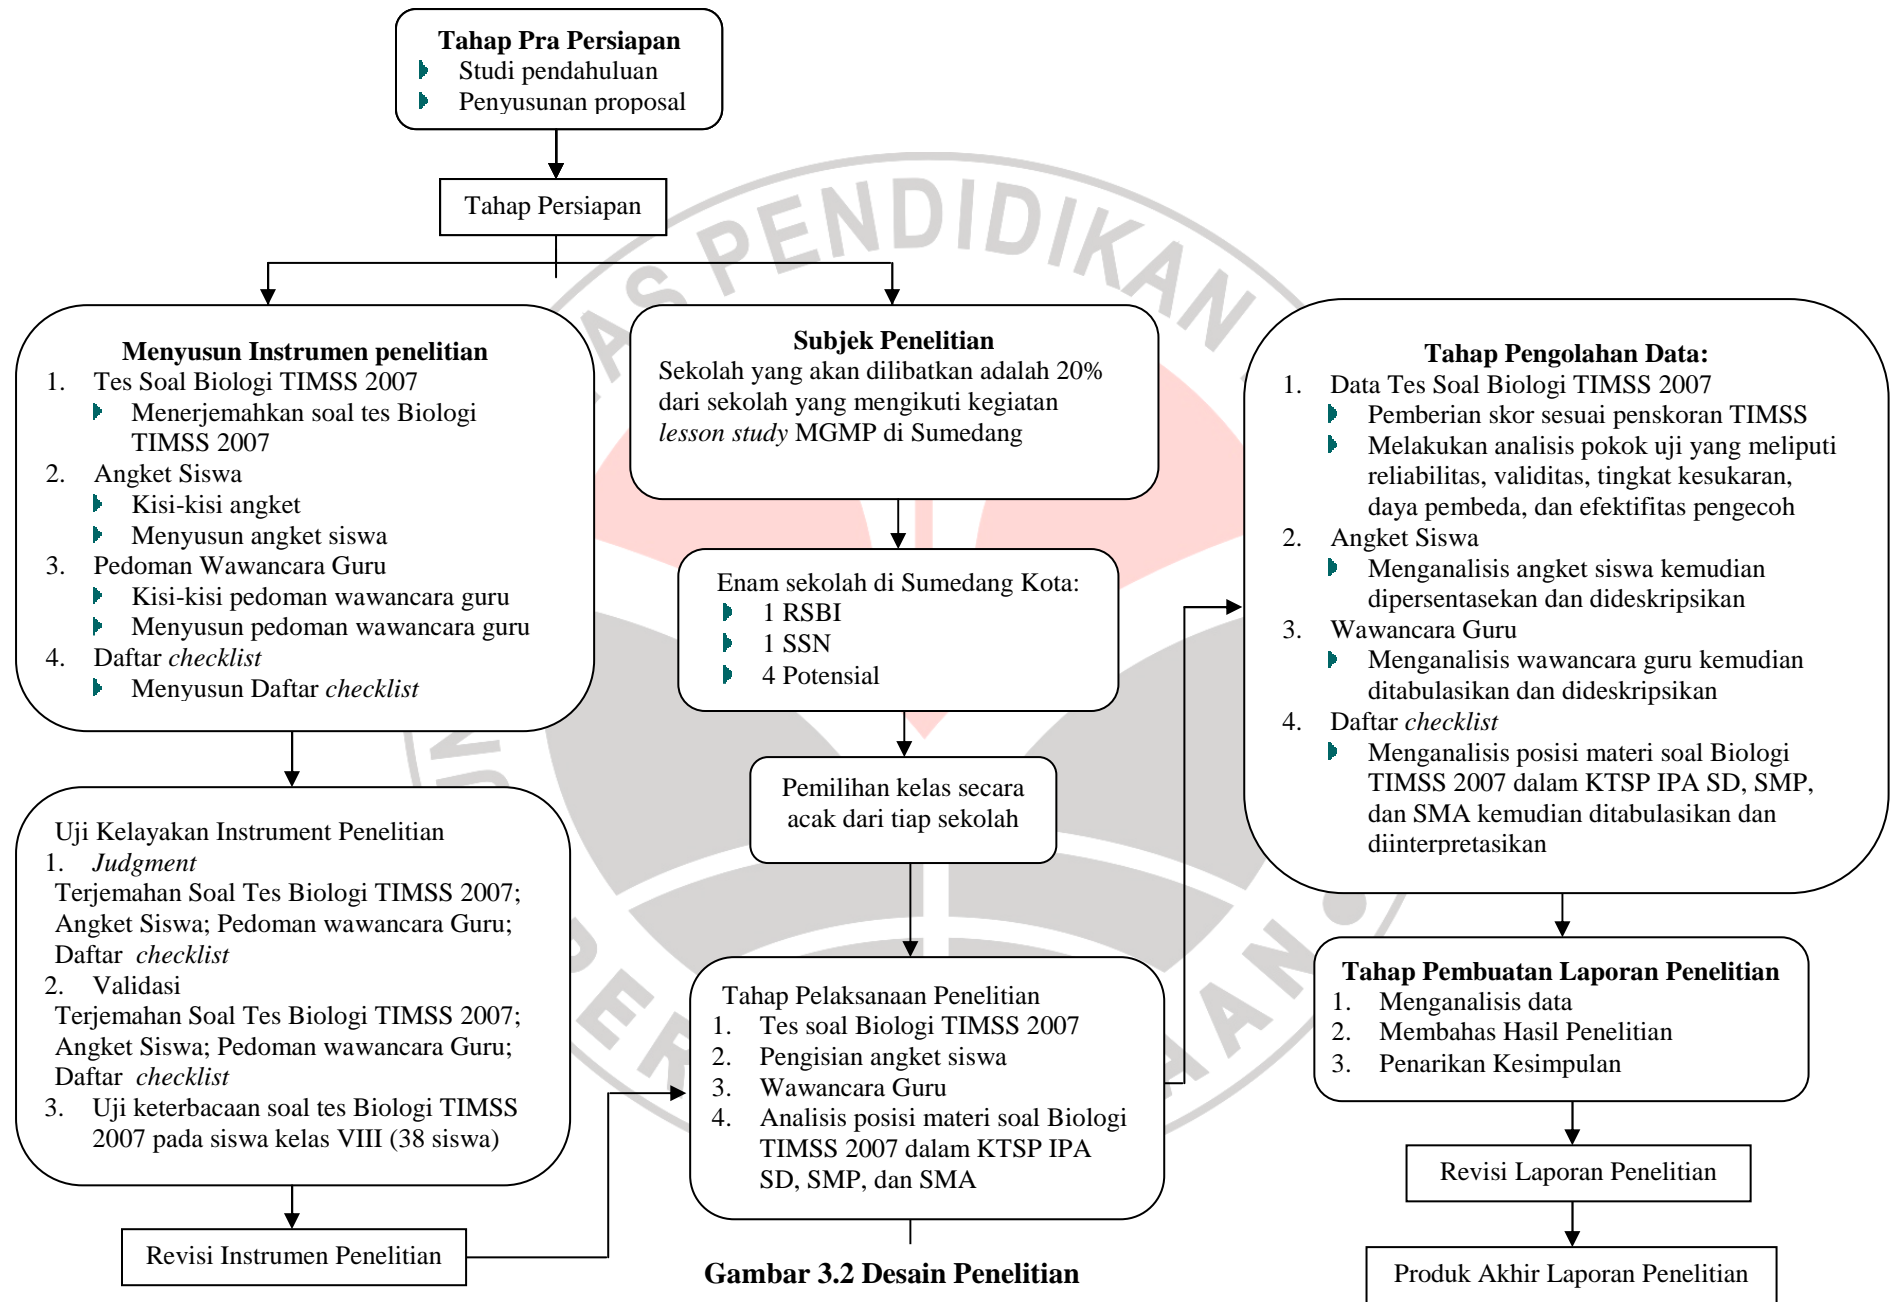 Tahap Pra Persiapan
Studi pendahuluan
Penyusunan proposal
Tahap Persiapan
Menyusun Instrumen penelitian
1. Tes Soal Biologi TIMSS 2007
Menerjemahkan soal tes Biologi
TIMSS 2007
2. Angket Siswa
Kisi-kisi angket
Menyusun angket siswa
3. Pedoman Wawancara Guru
Kisi-kisi pedoman wawancara guru
Menyusun pedoman wawancara guru
4. Daftar checklist
Menyusun Daftar checklist
Uji Kelayakan Instrument Penelitian
1. Judgment
Terjemahan Soal Tes Biologi TIMSS 2007;
Angket Siswa; Pedoman wawancara Guru;
Daftar checklist
2. Validasi
Terjemahan Soal Tes Biologi TIMSS 2007;
Angket Siswa; Pedoman wawancara Guru;
Daftar checklist
3. Uji keterbacaan soal tes Biologi TIMSS
2007 pada siswa kelas VIII (38 siswa)
Revisi Instrumen Penelitian
Subjek Penelitian
Sekolah yang akan dilibatkan adalah 20%
dari sekolah yang mengikuti kegiatan
lesson study MGMP di Sumedang
Enam sekolah di Sumedang Kota:
1 RSBI
1 SSN
4 Potensial
Pemilihan kelas secara
acak dari tiap sekolah
Tahap Pelaksanaan Penelitian
1. Tes soal Biologi TIMSS 2007
2. Pengisian angket siswa
3. Wawancara Guru
4. Analisis posisi materi soal Biologi
TIMSS 2007 dalam KTSP IPA
SD, SMP, dan SMA
Tahap Pengolahan Data:
1. Data Tes Soal Biologi TIMSS 2007
Pemberian skor sesuai penskoran TIMSS
Melakukan analisis pokok uji yang meliputi
reliabilitas, validitas, tingkat kesukaran,
daya pembeda, dan efektifitas pengecoh
2. Angket Siswa
Menganalisis angket siswa kemudian
dipersentasekan dan dideskripsikan
3. Wawancara Guru
Menganalisis wawancara guru kemudian
ditabulasikan dan dideskripsikan
4. Daftar checklist
Menganalisis posisi materi soal Biologi
TIMSS 2007 dalam KTSP IPA SD, SMP,
dan SMA kemudian ditabulasikan dan
diinterpretasikan
Tahap Pembuatan Laporan Penelitian
1. Menganalisis data
2. Membahas Hasil Penelitian
3. Penarikan Kesimpulan
Revisi Laporan Penelitian
Produk Akhir Laporan Penelitian
Gambar 3.2 Desain Penelitian
PENDIDIKAN